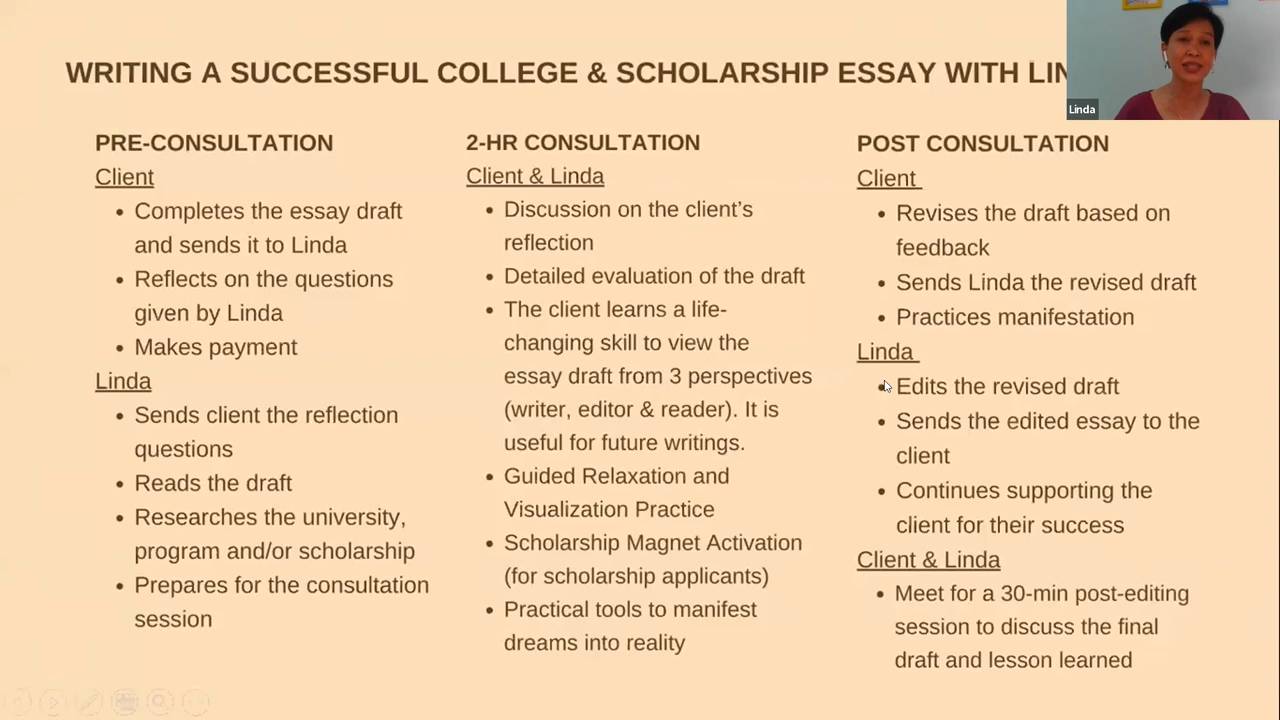 WRITING A SUCCESSFUL COLLEGE & SCHOLARSHIP ESSAY WITH
Linda
PRE-CONSULTATION
Client
• Completes the essay draft
and sends it to Linda
• Reflects on the questions
given by Linda
• Makes payment
Linda
• Sends client the reflection
questions
• Reads the draft
• Researches the university,
program and/or scholarship
• Prepares for the consultation
session
2-HR CONSULTATION
Client & Linda
• Discussion on the client’s
reflection
• Detailed evaluation of the draft
• The client learns a life-
changing skill to view the
essay draft from 3 perspectives
(writer, editor & reader). It is
useful for future writings.
• Guided Relaxation and
Visualization Practice
• Scholarship Magnet Activation
(for scholarship applicants)
• Practical tools to manifest
dreams into reality
POST CONSULTATION
Client
• Revises the draft based on
feedback
• Sends Linda the revised draft
• Practices manifestation
Linda
• Edits the revised draft
• Sends the edited essay to the
client
• Continues supporting the
client for their success
Client & Linda
• Meet for a 30-min post-editing
session to discuss the final
draft and lesson learned